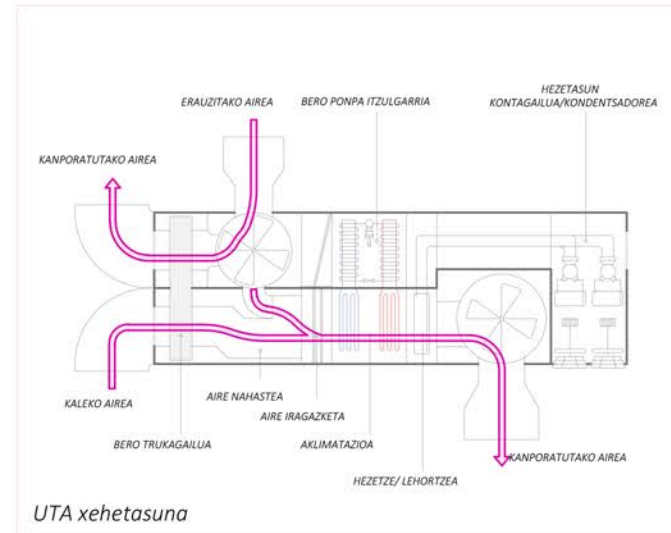 HEZETASUN
KONTAGAILUA/KONDENTSADOREA
ERAUZITAKO AIREA
BERO PONPA ITZULGARRIA
KANPORATUTAKO AIREA
KALEKO AIREA
AIRE NAHASTEA
AIRE IRAGAZKETA
BERO TRUKAGAILUA
AKLIMATAZIOA
KANPORATUTAKO AIREA
HEZETZE/ LEHORTZEA
UTA xehetasuna